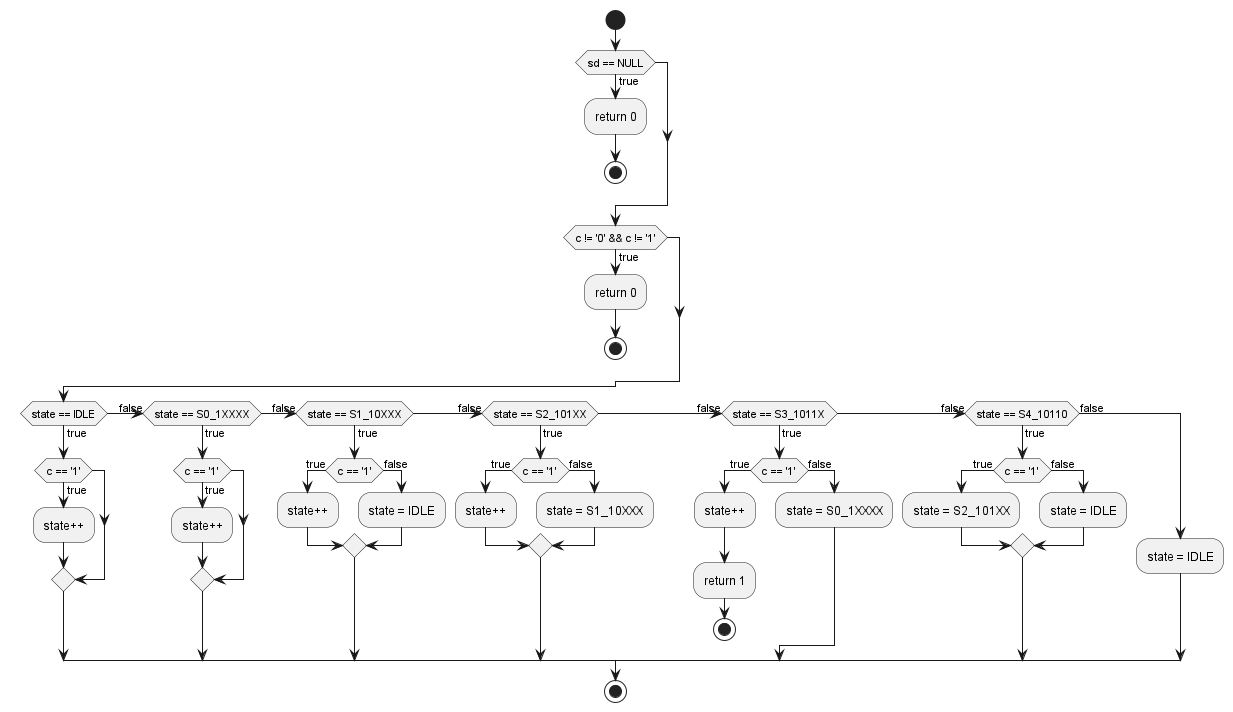 sd == NULL
true
return 0
c != '0' && c != '1'
true
return 0
state == IDLE
false
state == S0_1XXXX
false
state == S1_10XXX
false
state == S2_101XX
false
state == S3_1011X
false
state == S4_10110
false
true
true
true
true
true
true
c == '1'
c == '1'
true
c == '1'
false
true
c == '1'
false
true
c == '1'
false
true
c == '1'
false
true
true
state++
state++
state++
state = IDLE
state++
state = S1_10XXX
state++
state = S0_1XXXX
state = S2_101XX
state = IDLE
state = IDLE
return 1